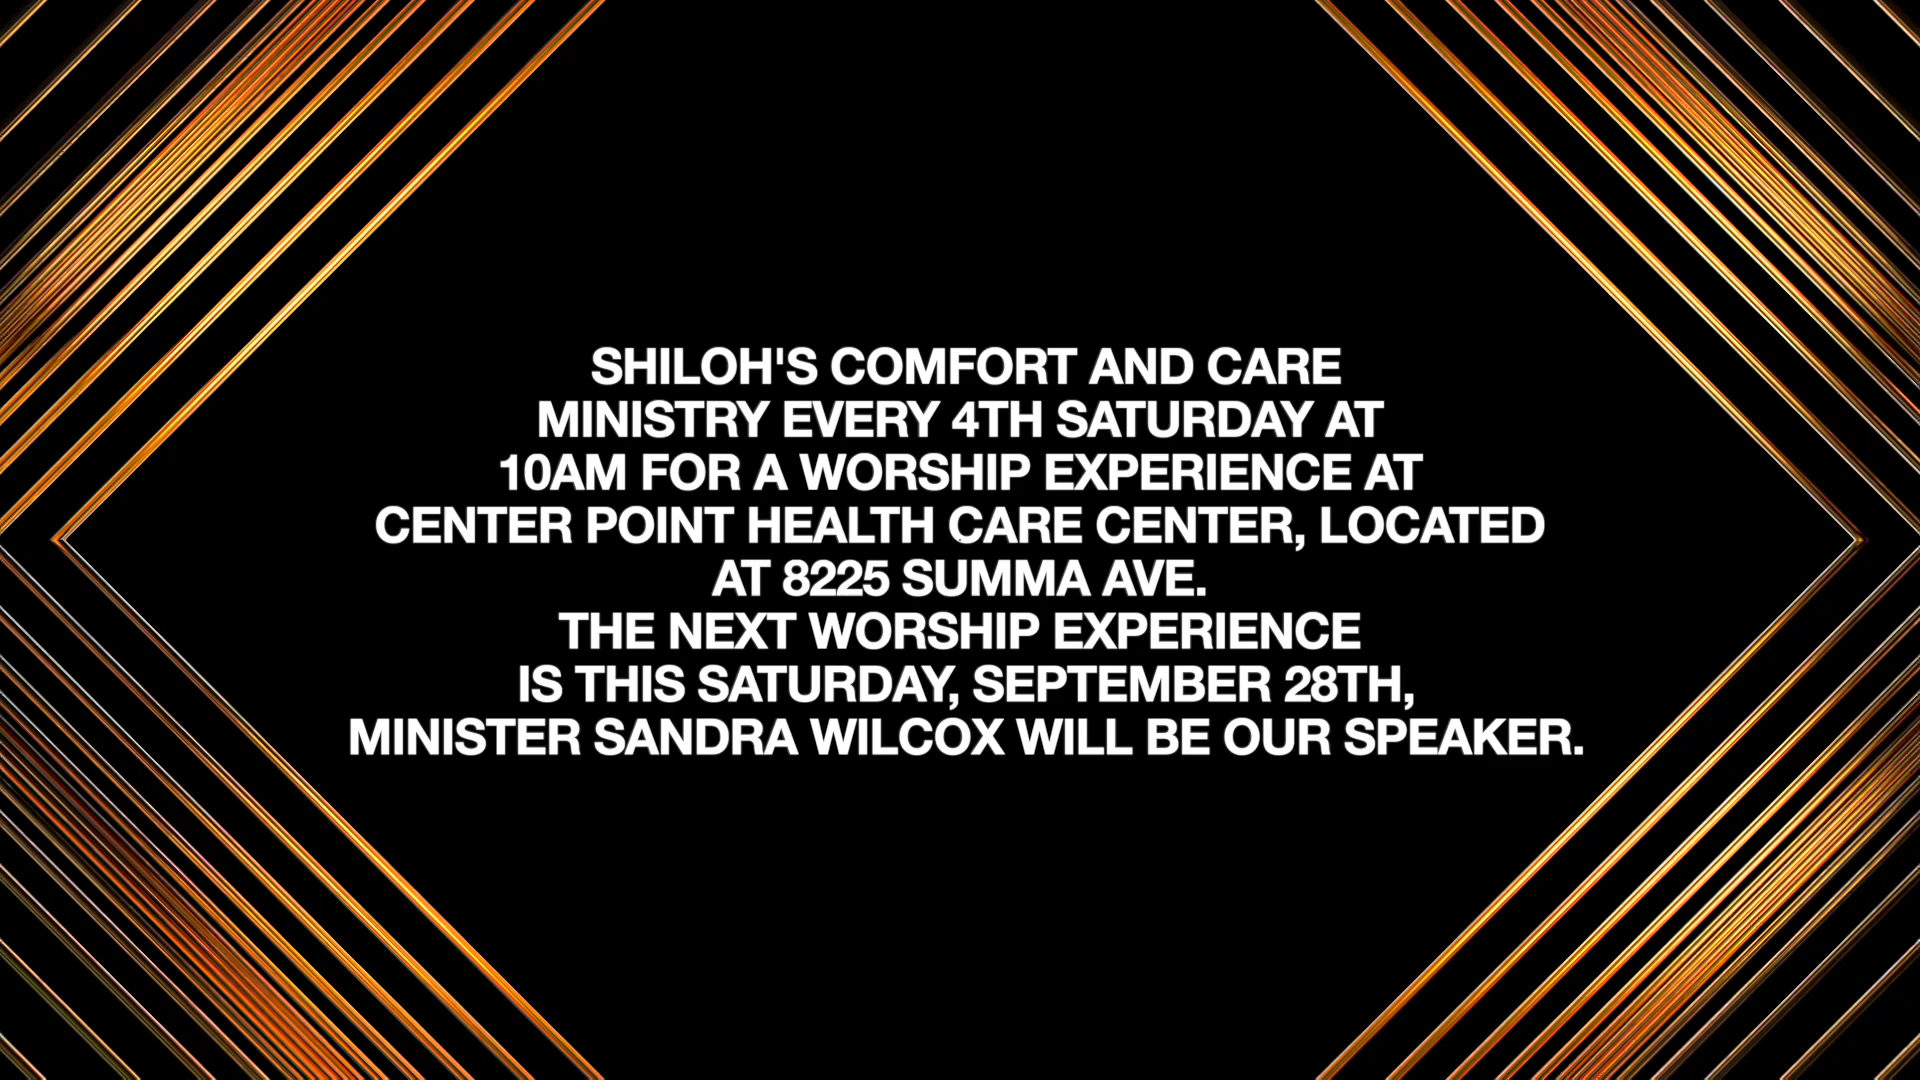 SHILOH'S COMFORT AND CARE
MINISTRY EVERY 4TH SATURDAY AT
10AM FOR A WORSHIP EXPERIENCE AT
CENTER POINT HEALTH CARE CENTER, LOCATED
AT 8225 SUMMA AVE.
THE NEXT WORSHIP EXPERIENCE
IS THIS SATURDAY, SEPTEMBER 28TH,
MINISTER SANDRA WILCOX WILL BE OUR SPEAKER.